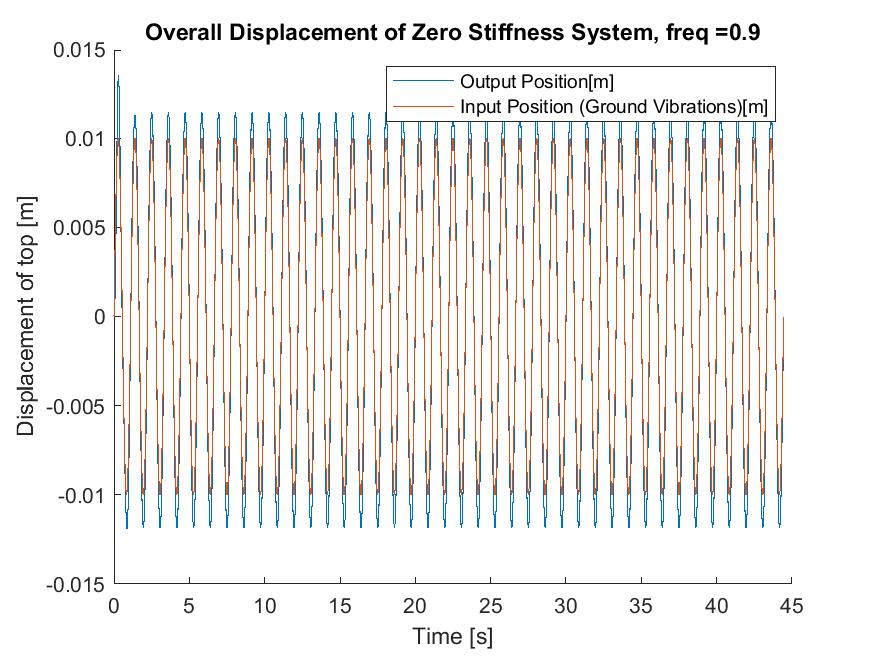 Overall Displacement of Zero Stiffness System, freq =0.9
Output Position[m]
Input Position (Ground Vibrations)[m]
Displacement of top [m]
0.015
0.01
0.005
0
-0.005
-0.01
-0.015
0 5 10 15 20 25 30 35 40 45
Time [s]